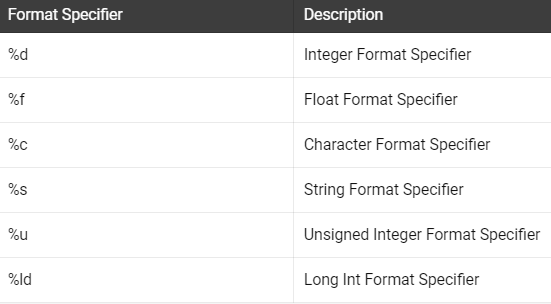 Format Specifier Description
%d Integer Format Specifier
%f Float Format Specifier
%c Character Format Specifier
%s String Format Specifier
%u Unsigned Integer Format Specifier
%ld Long Int Format Specifier